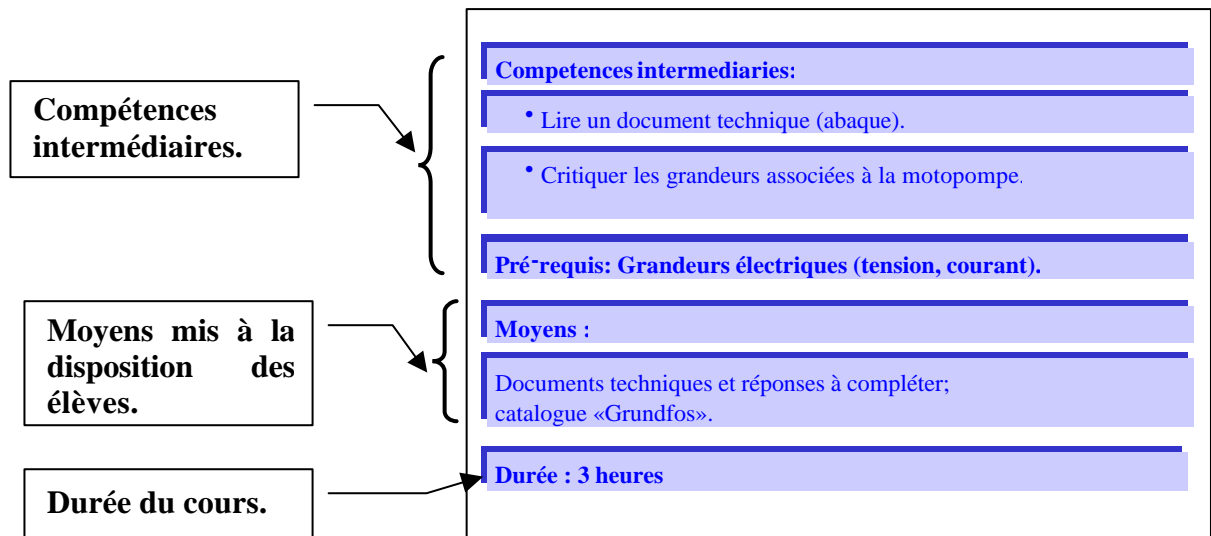 Compétences
intermédiaires.
Competences intermediaries:
• Lire un document technique (abaque).
• Critiquer les grandeurs associées à la motopompe.
Pré-requis: Grandeurs électriques (tension, courant).
Moyens mis à la
disposition des
élèves.
Moyens :
Documents techniques et réponses à compléter;
catalogue «Grundfos».
Durée du cours.
Durée : 3 heures